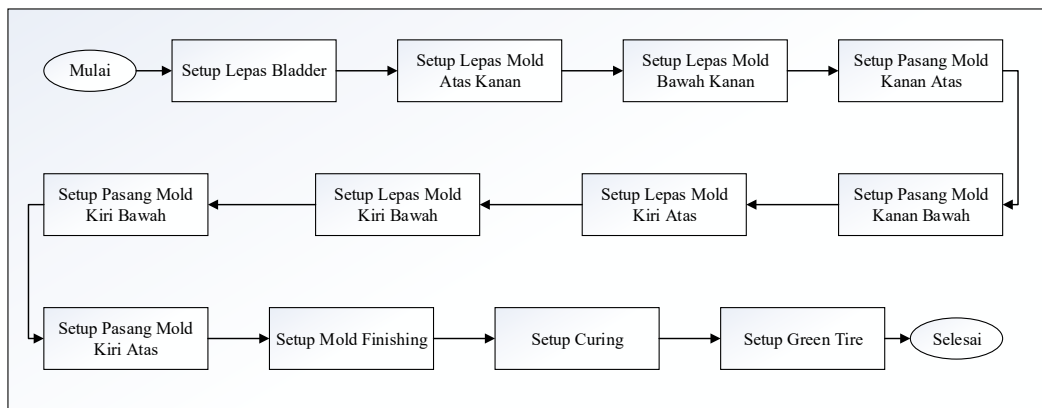 Mulai
Setup Lepas Bladder
Setup Lepas Mold
Atas Kanan
Setup Lepas Mold
Bawah Kanan
Setup Pasang Mold
Kanan Atas
Setup Pasang Mold
Kanan Bawah
Setup Lepas Mold
Kiri Atas
Setup Lepas Mold
Kiri Bawah
Setup Pasang Mold
Kiri Bawah
Setup Pasang Mold
Kiri Atas
Setup Mold Finishing
Setup Curing
Setup Green Tire
Selesai